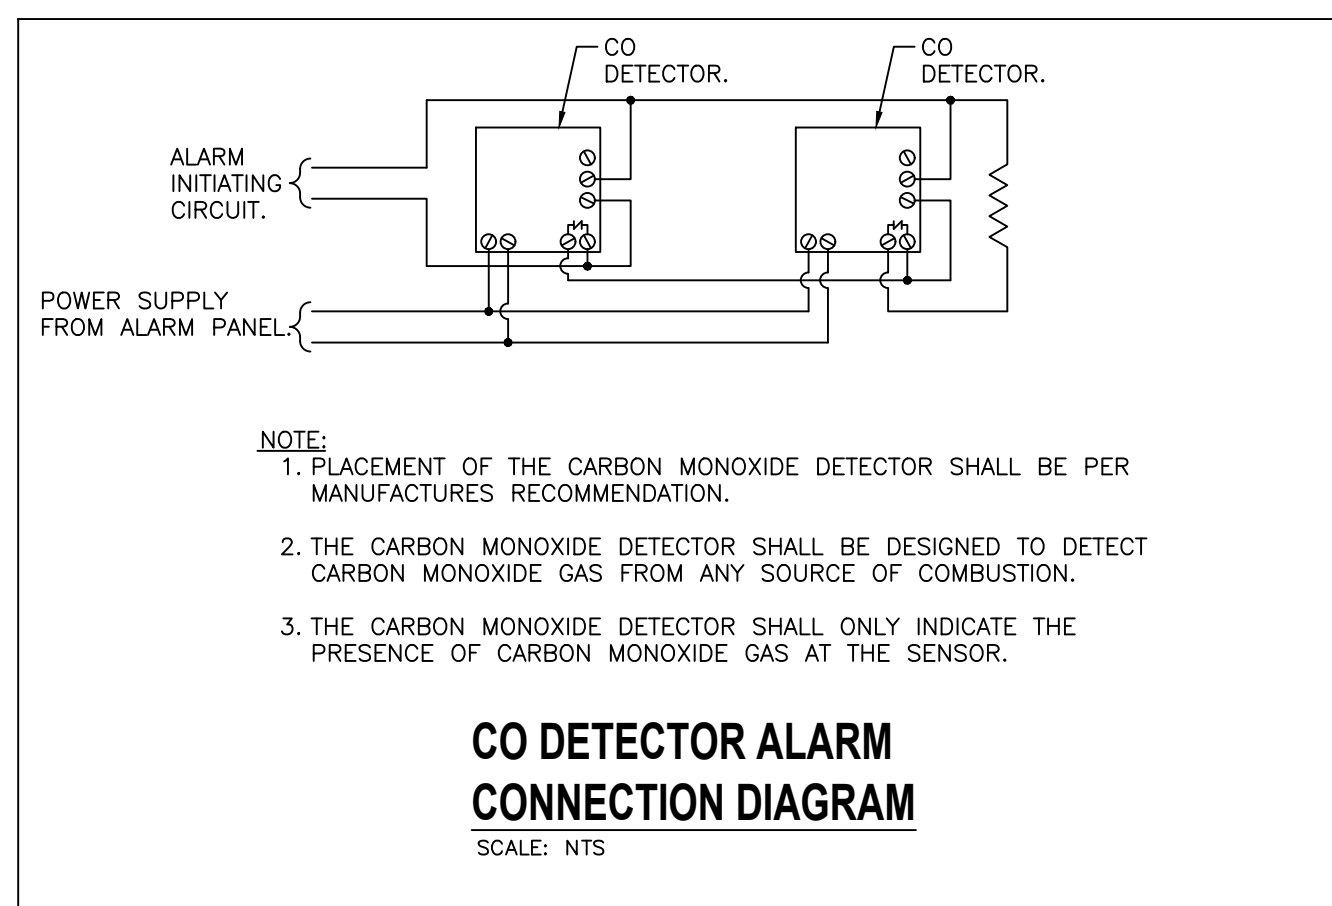 CO
DETECTOR.
CO
DETECTOR.
ALARM
INITIATING
CIRCUIT.
POWER SUPPLY
FROM ALARM PANEL.
NOTE:
1. PLACEMENT OF THE CARBON MONOXIDE DETECTOR SHALL BE PER
MANUFACTURES RECOMMENDATION.
2. THE CARBON MONOXIDE DETECTOR SHALL BE DESIGNED TO DETECT
CARBON MONOXIDE GAS FROM ANY SOURCE OF COMBUSTION.
3. THE CARBON MONOXIDE DETECTOR SHALL ONLY INDICATE THE
PRESENCE OF CARBON MONOXIDE GAS AT THE SENSOR.
CO DETECTOR ALARM
CONNECTION DIAGRAM
SCALE: NTS